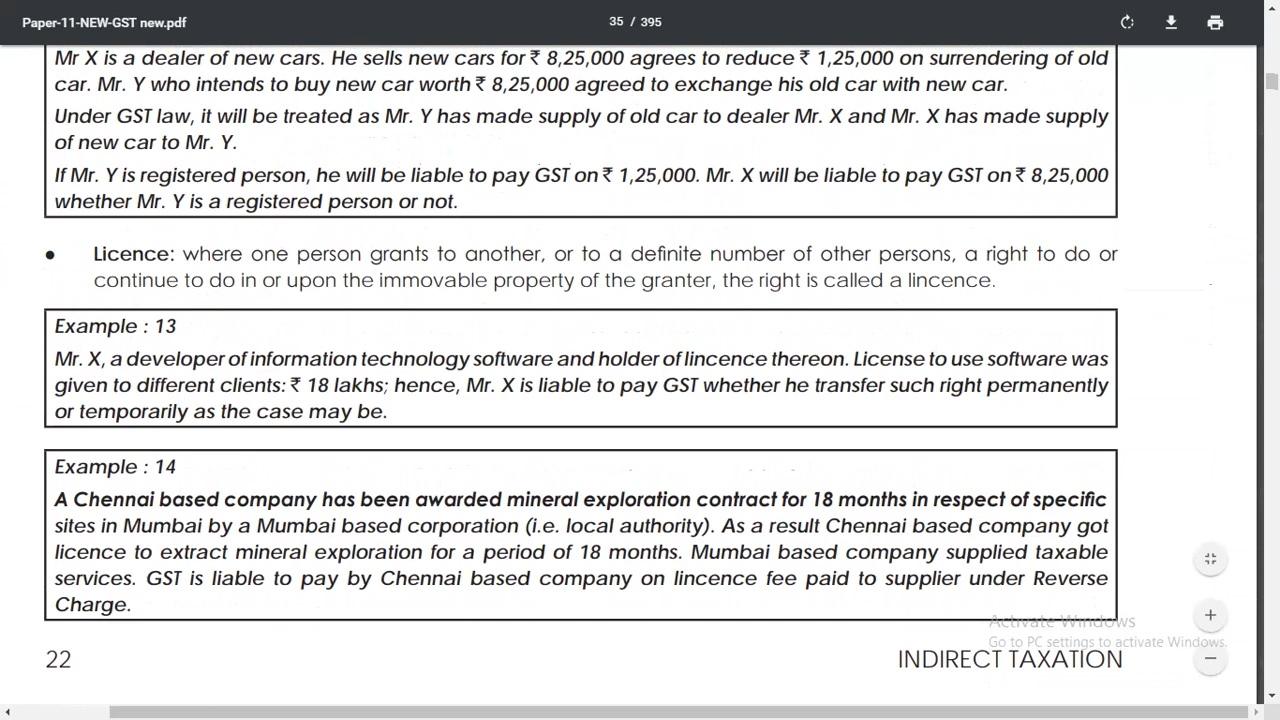 Paper-11-NEW-GST new.pdf
35 / 395
Mr X is a dealer of new cars. He sells new cars for ₹ 8,25,000 agrees to reduce ₹ 1,25,000 on surrendering of old
car. Mr. Y who intends to buy new car worth ₹ 8,25,000 agreed to exchange his old car with new car.
Under GST law, it will be treated as Mr. Y has made supply of old car to dealer Mr. X and Mr. X has made supply
of new car to Mr. Y.
If Mr. Y is registered person, he will be liable to pay GST on ₹ 1,25,000. Mr. X will be liable to pay GST on ₹ 8,25,000
whether Mr. Y is a registered person or not.
• Licence: where one person grants to another, or to a definite number of other persons, a right to do or
continue to do in or upon the immovable property of the granter, the right is called a lincence.
Example : 13
Mr. X, a developer of information technology software and holder of lincence thereon. License to use software was
given to different clients: ₹ 18 lakhs; hence, Mr. X is liable to pay GST whether he transfer such right permanently
or temporarily as the case may be.
Example : 14
A Chennai based company has been awarded mineral exploration contract for 18 months in respect of specific
sites in Mumbai by a Mumbai based corporation (i.e. local authority). As a result Chennai based company got
licence to extract mineral exploration for a period of 18 months. Mumbai based company supplied taxable
services. GST is liable to pay by Chennai based company on lincence fee paid to supplier under Reverse
Charge.
Activate Windows
Go to PC settings to activate Windows.
22
INDIRECT TAXATION